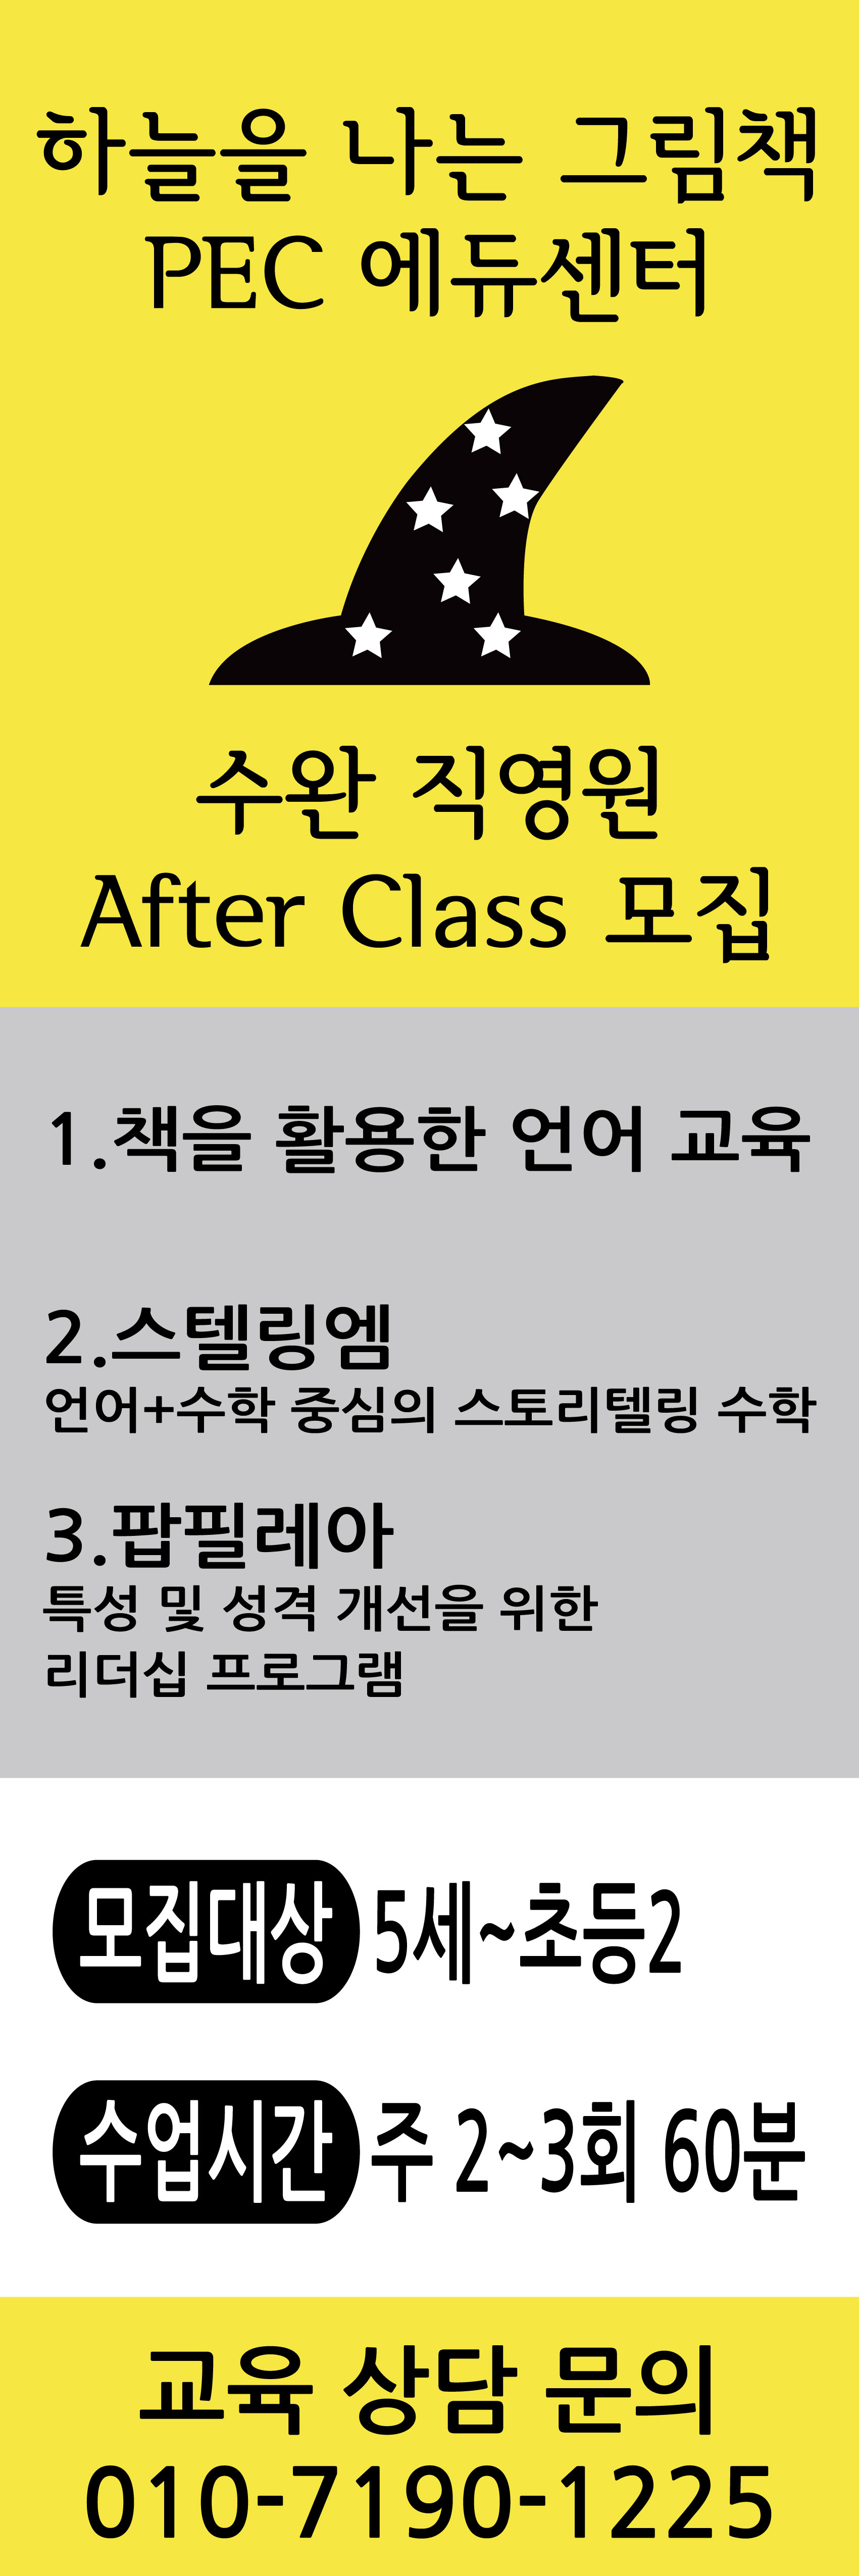 하늘을 나는 그림책
PEC 에듀센터
수완 직영원
After Class 모집
1.책을 활용한 언어 교육
2.스텔링엠
언어+수학 중심의 스토리텔링 수학
3.팝필레아
특성 및 성격 개선을 위한
리더십 프로그램
모집대상 5세~초등2
수업시간 주 2~3회 60분
교육 상담 문의
010-7190-1225